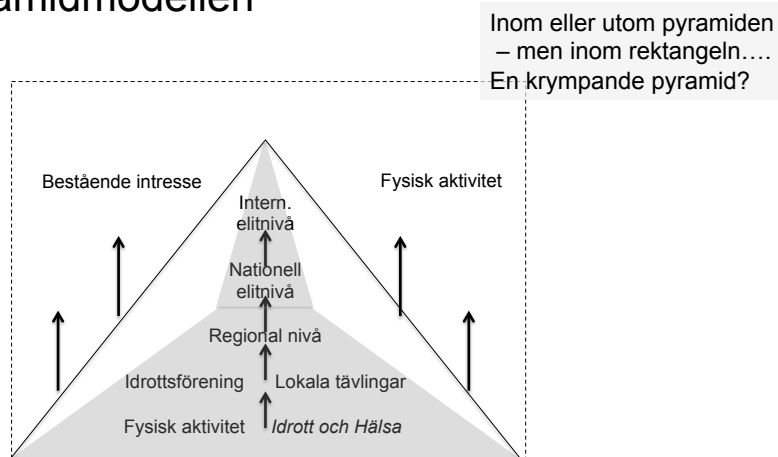 amidmodellen
Inom eller utom pyramiden
– men inom rektangeln….
En krympande pyramid?
Bestående intresse
Fysisk aktivitet
Intern.
elitnivå
Nationell
elitnivå
Regional nivå
Idrottsförening
Lokala tävlingar
Fysisk aktivitet
Idrott och Hälsa